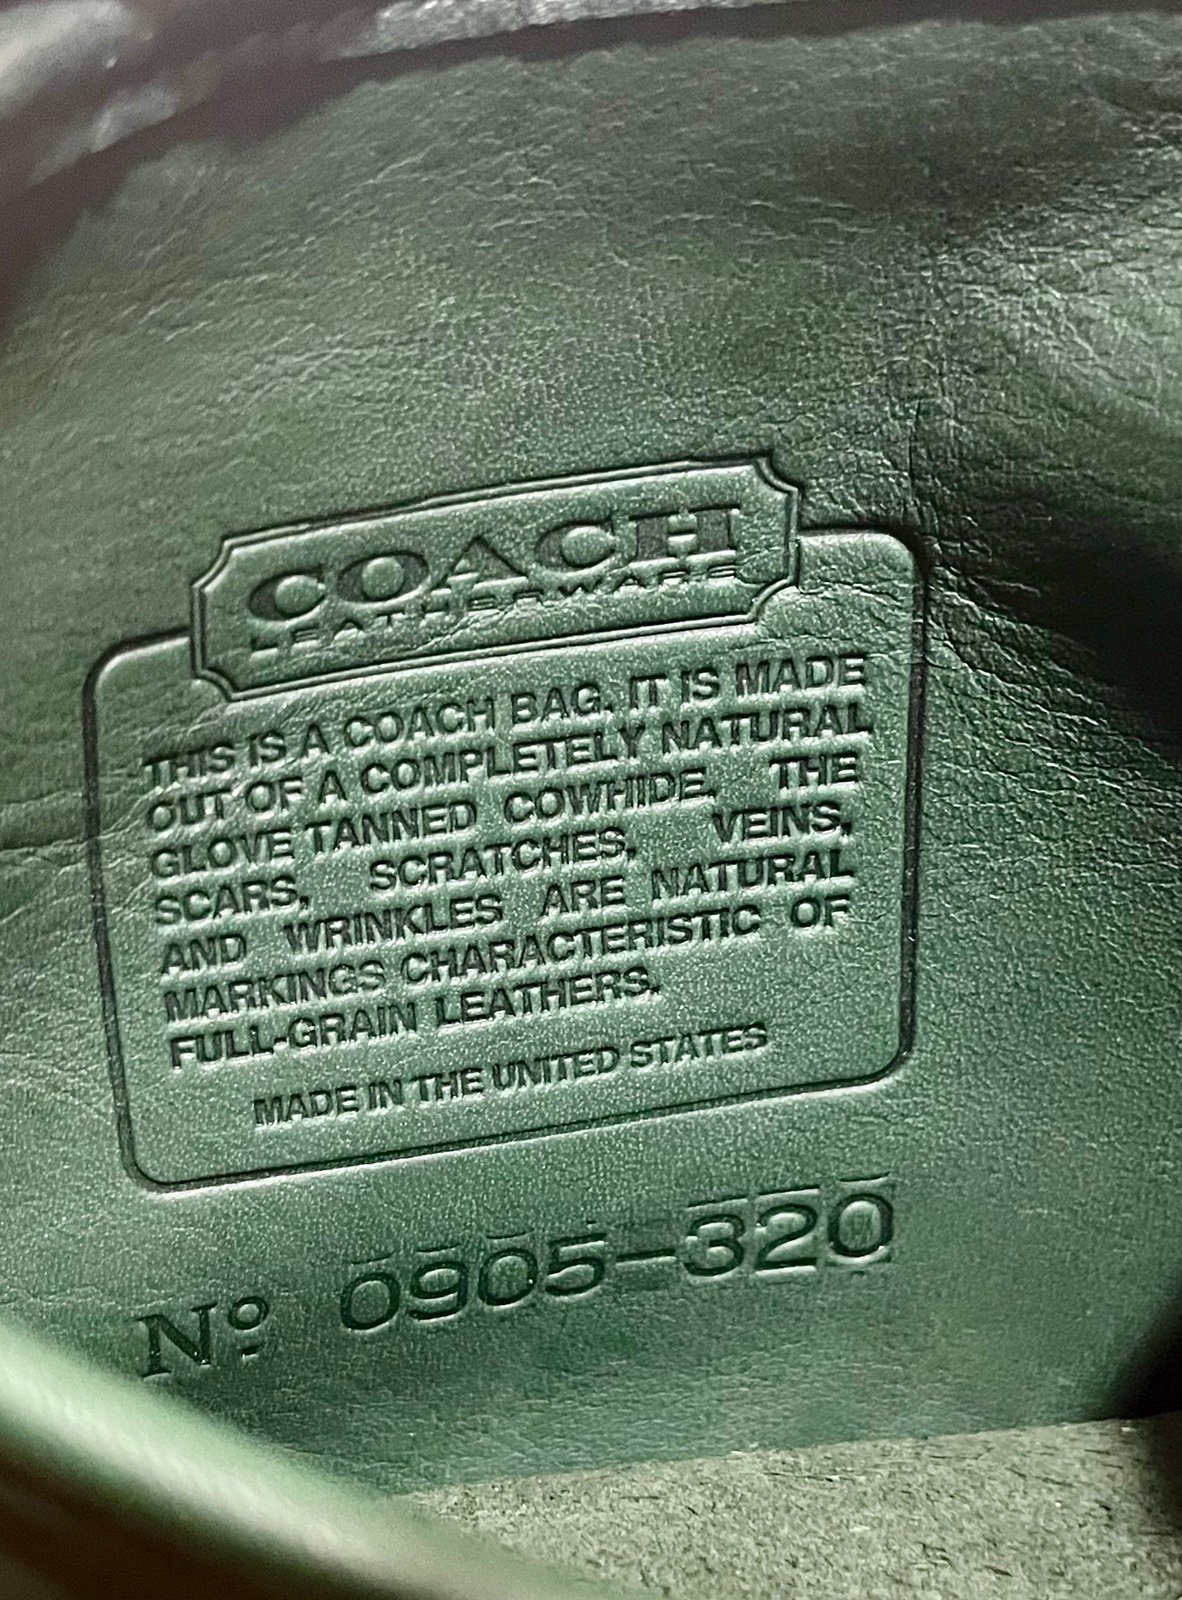 COACH
LEATHERWARE
THIS IS A COACH BAG. IT IS MADE
OUT OF A COMPLETELY NATURAL
GLOVE TANNED COWHIDE, THE
SCARS, SCRATCHES, VEINS,
AND WRINKLES ARE NATURAL
MARKINGS CHARACTERISTIC OF
FULL-GRAIN LEATHERS.
MADE IN THE UNITED STATES
Nº 0905-320